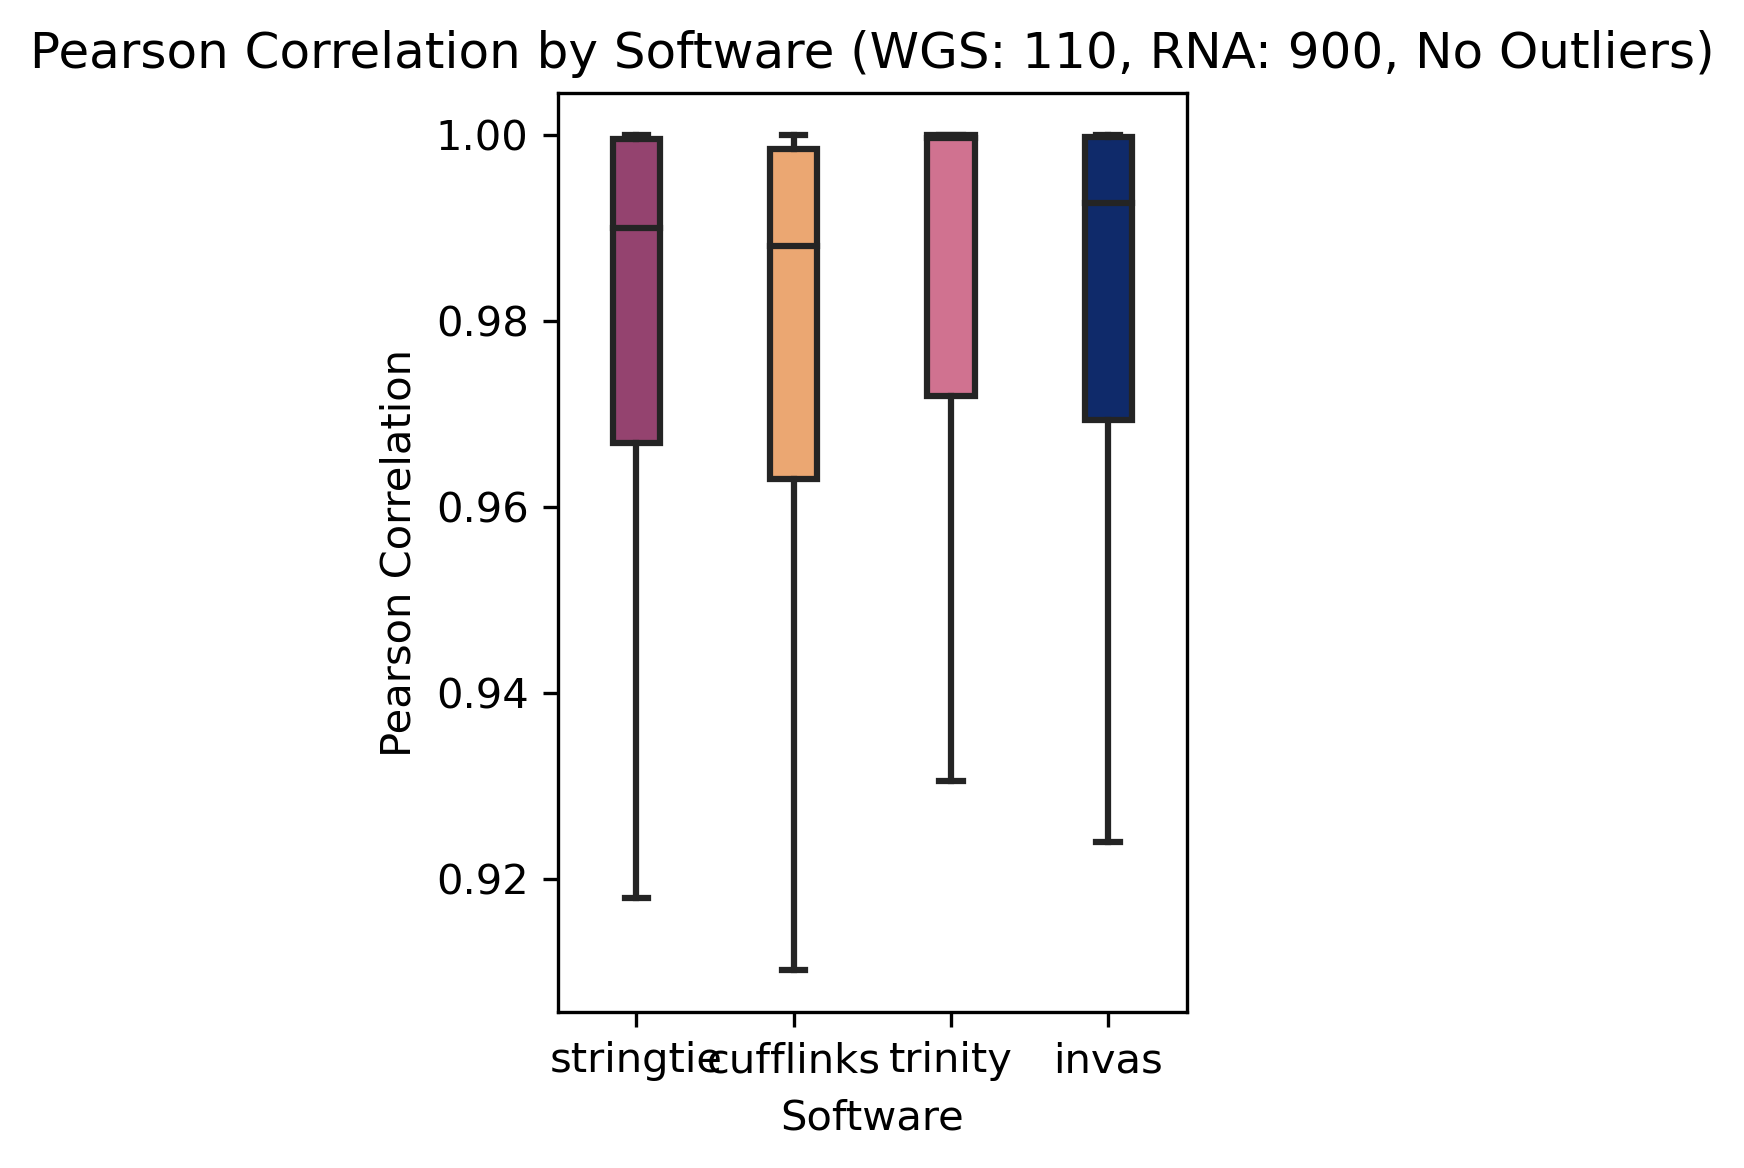 Pearson Correlation by Software (WGS: 110, RNA: 900, No Outliers)
Pearson Correlation
1.00
0.98
0.96
0.94
0.92
stringtie cufflinks trinity invas
Software